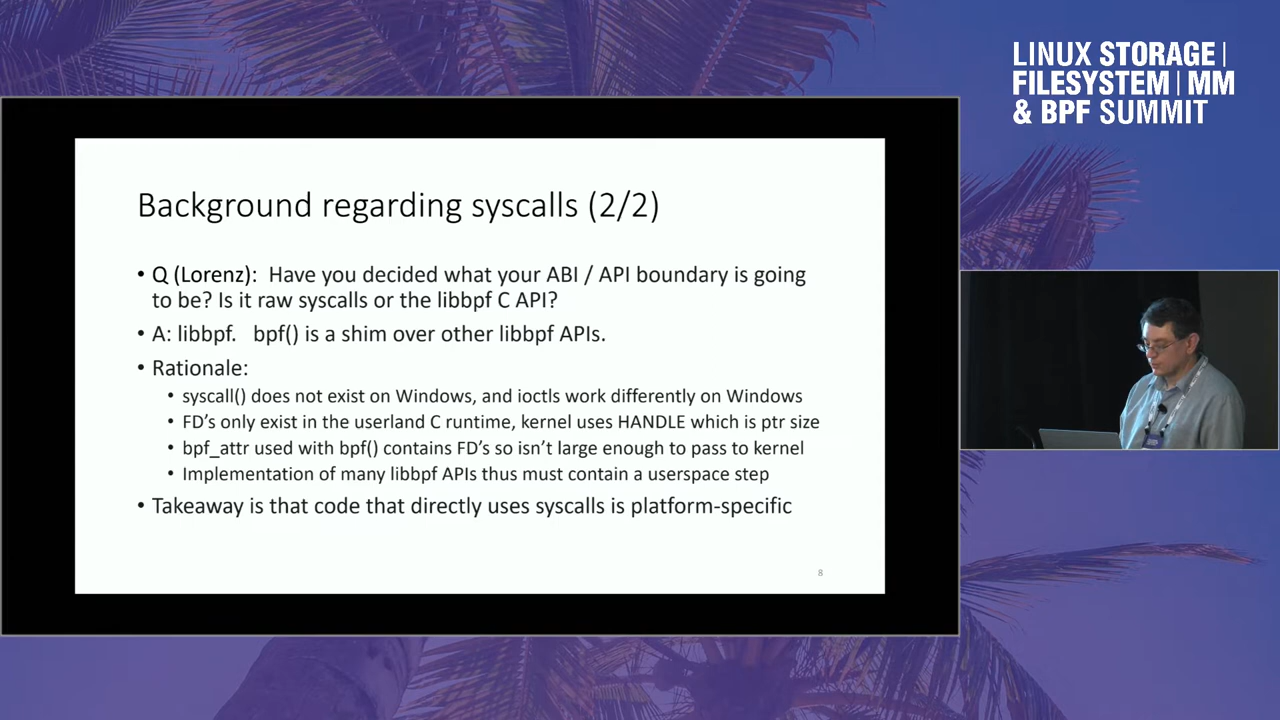 LINUX STORAGE |
FILESYSTEM | MM
& BPF SUMMIT
Background regarding syscalls (2/2)
• Q (Lorenz):  Have you decided what your ABI / API boundary is going
to be? Is it raw syscalls or the libbpf C API?
• A: libbpf.   bpf() is a shim over other libbpf APIs.
• Rationale:
• syscall() does not exist on Windows, and ioctls work differently on Windows
• FD's only exist in the userland C runtime, kernel uses HANDLE which is ptr size
• bpf_attr used with bpf() contains FD's so isn't large enough to pass to kernel
• Implementation of many libbpf APIs thus must contain a userspace step
• Takeaway is that code that directly uses syscalls is platform-specific
8